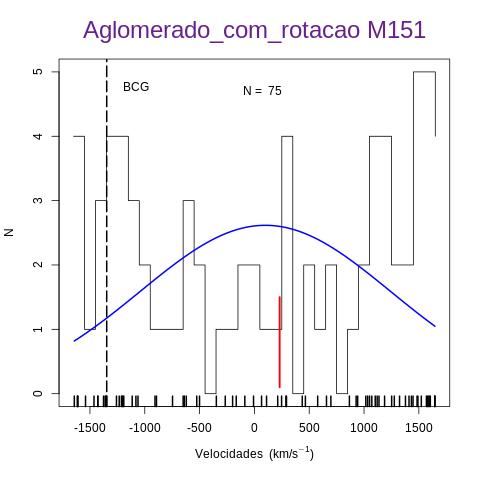 Aglomerado_com_rotacao M151
BCG
N = 75
5
4
3
2
1
0
N
-1500 -1000 -500 0 500 1000 1500
Velocidades (km/s⁻¹)